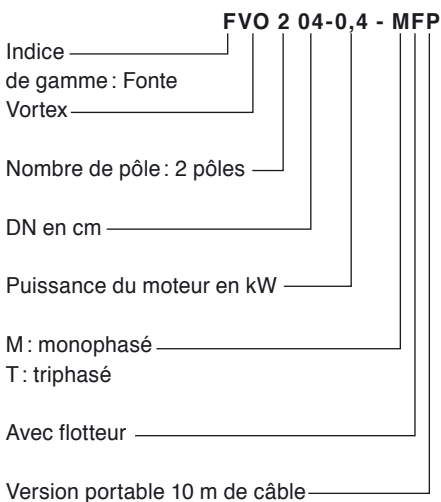 FVO 2 04-0,4 - MFP
Indice
de gamme : Fonte
Vortex
Nombre de pôle : 2 pôles
DN en cm
Puissance du moteur en kW
M : monophasé
T : triphasé
Avec flotteur
Version portable 10 m de câble